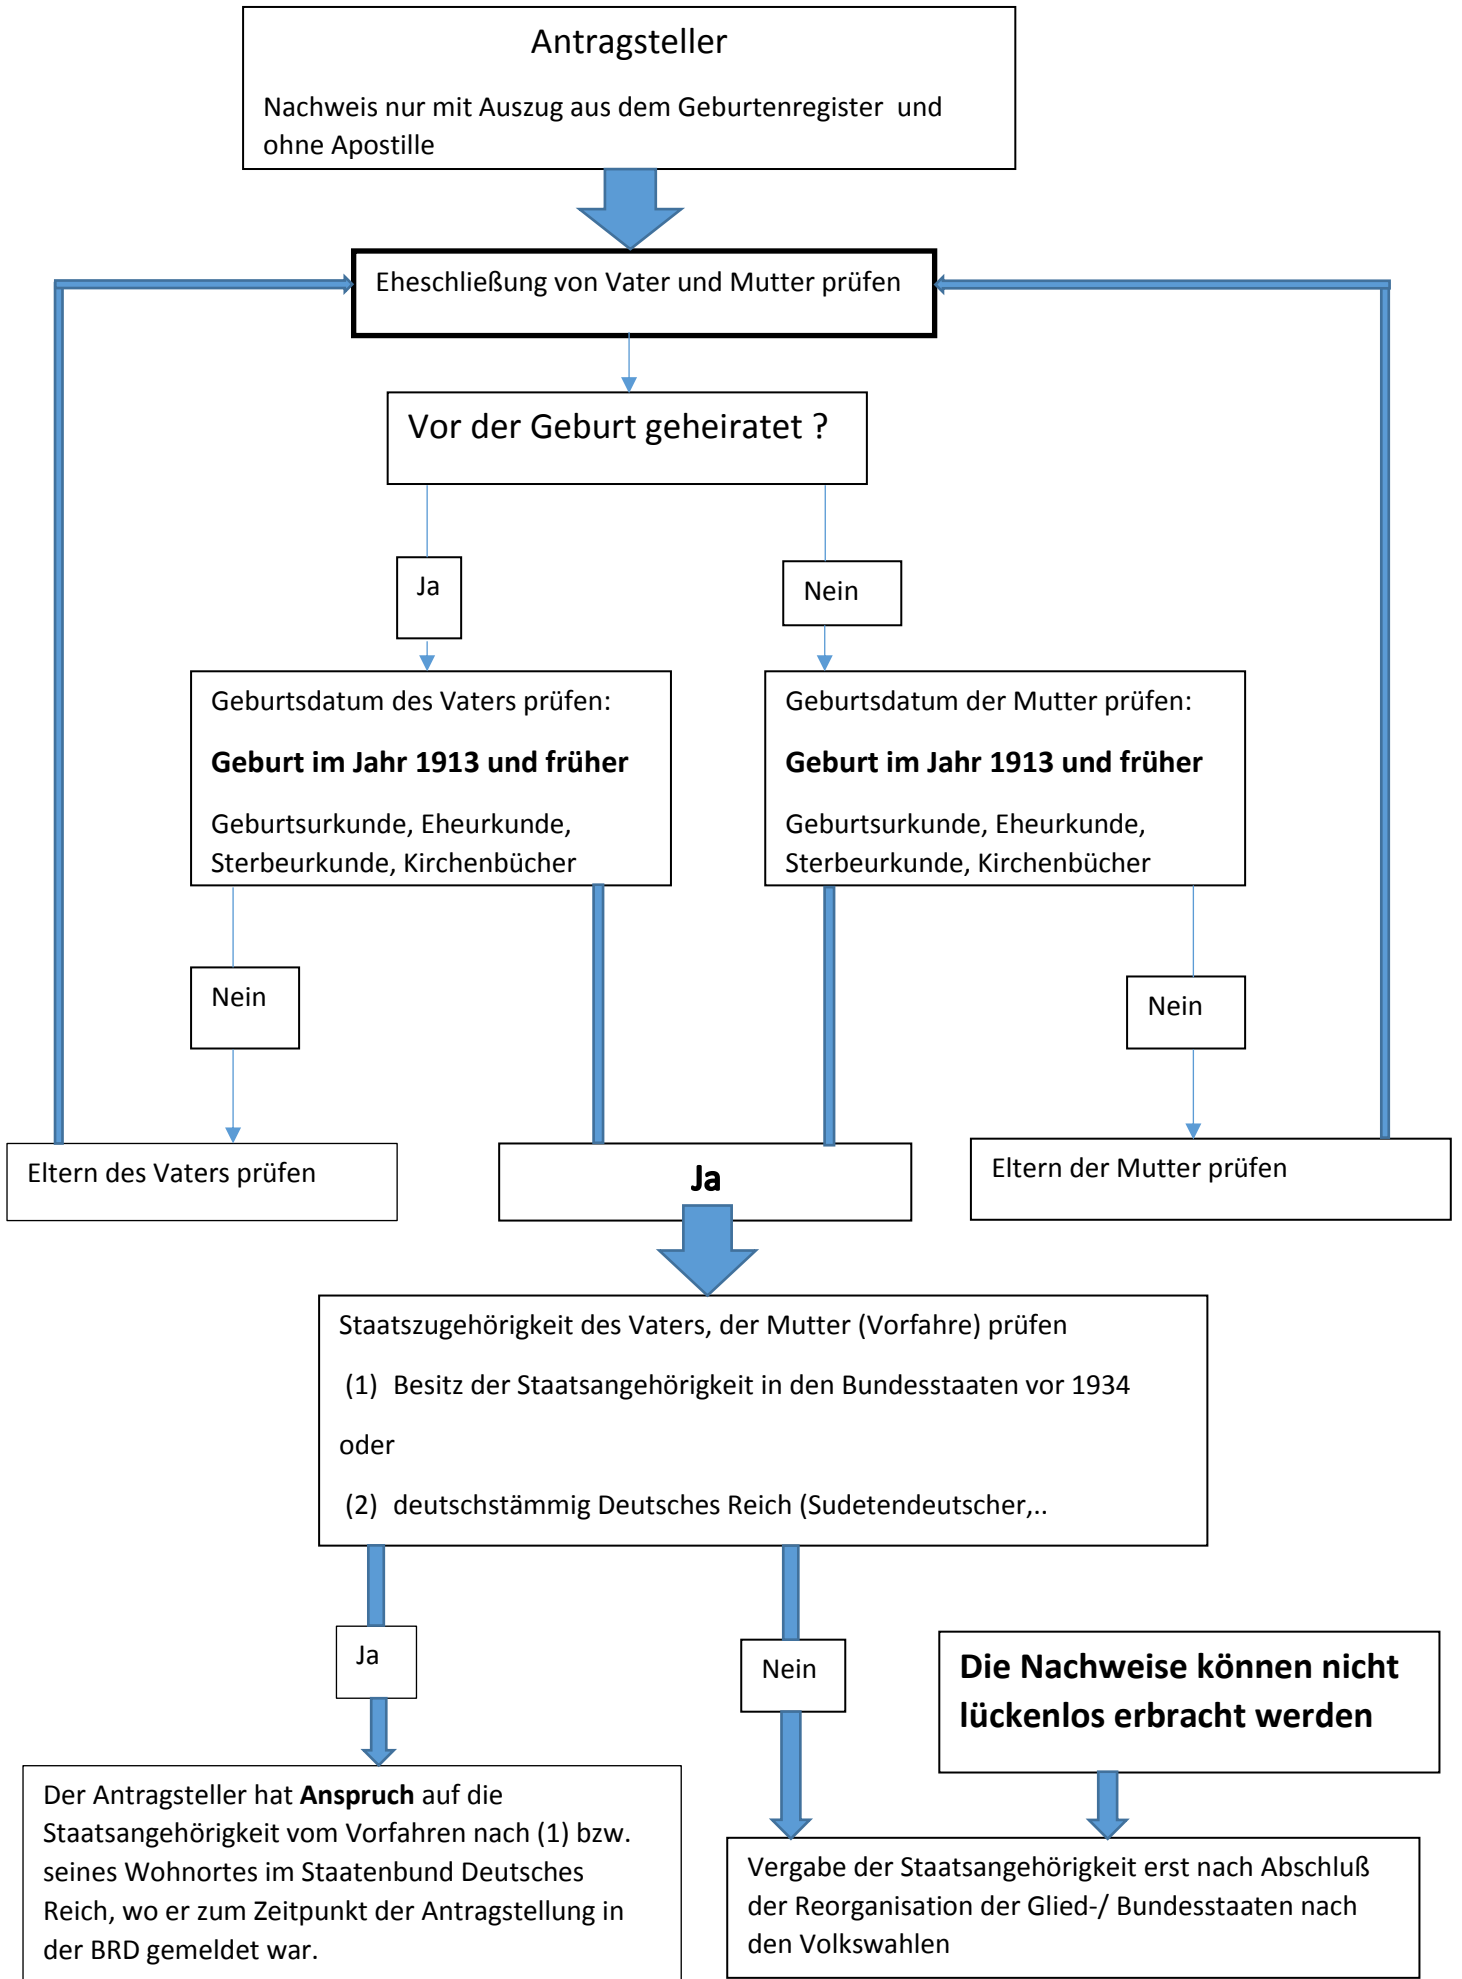 Antragsteller
Nachweis nur mit Auszug aus dem Geburtenregister und
ohne Apostille
Eheschließung von Vater und Mutter prüfen
Vor der Geburt geheiratet ?
Ja
Nein
Geburtsdatum des Vaters prüfen:
Geburt im Jahr 1913 und früher
Geburtsurkunde, Eheurkunde,
Sterbeurkunde, Kirchenbücher
Geburtsdatum der Mutter prüfen:
Geburt im Jahr 1913 und früher
Geburtsurkunde, Eheurkunde,
Sterbeurkunde, Kirchenbücher
Nein
Nein
Eltern des Vaters prüfen
Ja
Eltern der Mutter prüfen
Staatszugehörigkeit des Vaters, der Mutter (Vorfahre) prüfen
(1) Besitz der Staatsangehörigkeit in den Bundesstaaten vor 1934
oder
(2) deutschstämmig Deutsches Reich (Sudetendeutscher,..
Ja
Nein
Die Nachweise können nicht
lückenlos erbracht werden
Der Antragsteller hat Anspruch auf die
Staatsangehörigkeit vom Vorfahren nach (1) bzw.
seines Wohnortes im Staatenbund Deutsches
Reich, wo er zum Zeitpunkt der Antragstellung in
der BRD gemeldet war.
Vergabe der Staatsangehörigkeit erst nach Abschluß
der Reorganisation der Glied-/ Bundesstaaten nach
den Volkswahlen